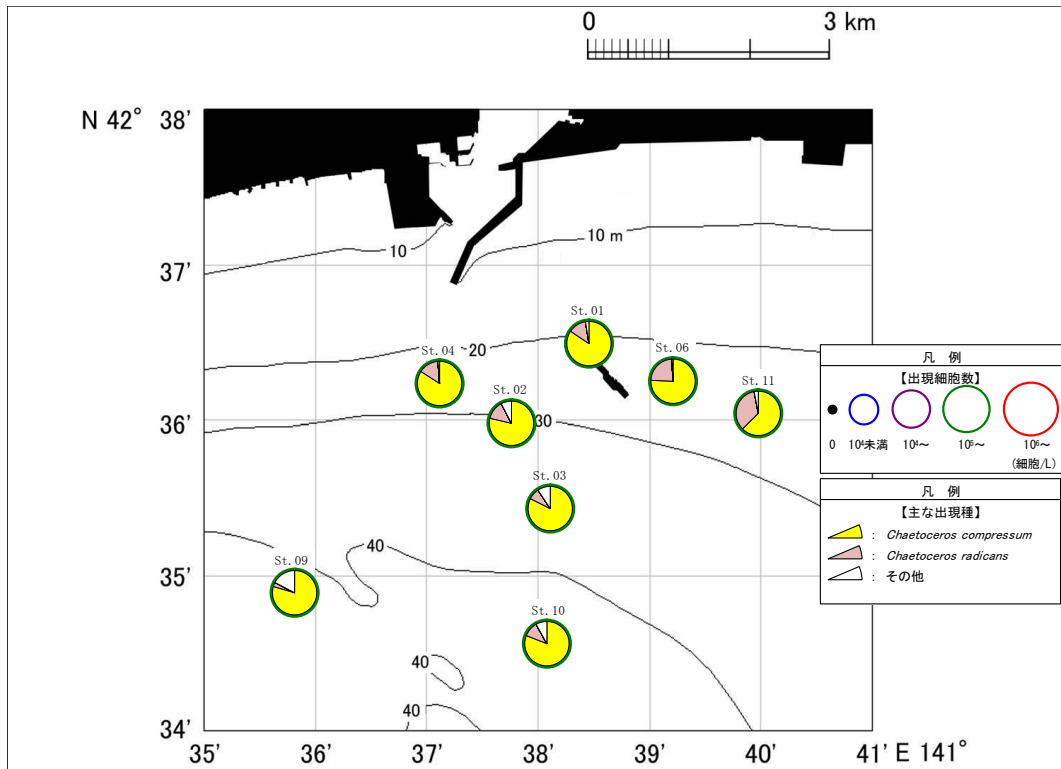 0 3 km
N 42° 38'
10
10 m
37'
St.01
20
St.04
St.06
St.11
St.02
36'
30
St.03
40
St.09
35'
St.10
40
40
34'
35' 36' 37' 38' 39' 40' 41' E 141°
凡 例
【出現細胞数】
0 10⁴未満 10⁴～ 10⁵～ 10⁶～
(細胞/L)
凡 例
【主な出現種】
: Chaetoceros compressum
: Chaetoceros radicans
: その他